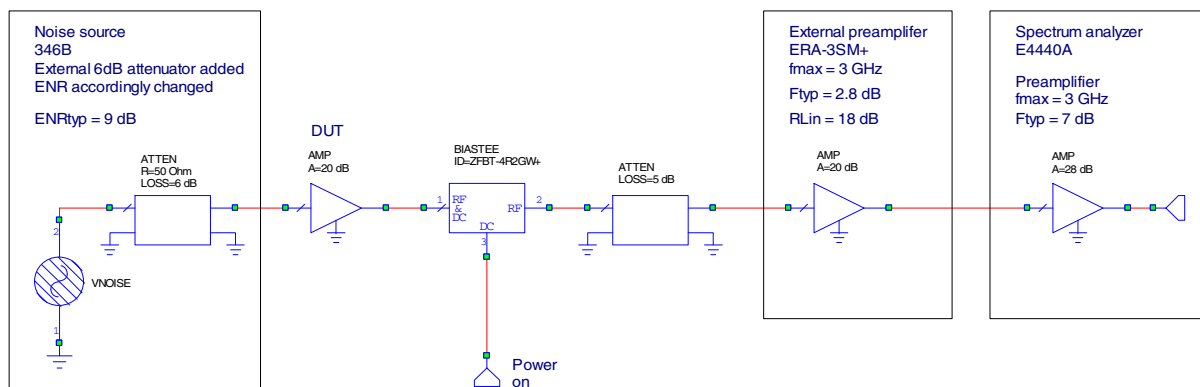 Noise source
346B
External 6dB attenuator added
ENR accordingly changed
ENRtyp = 9 dB
ATTEN
R=50 Ohm
LOSS=6 dB
2
VNOISE
1
DUT
AMP
A=20 dB
BIASTEE
ID=ZFBT-4R2GW+
1
RF
&
DC
RF
2
DC
3
Power
on
ATTEN
LOSS=5 dB
External preamplifer
ERA-3SM+
fmax = 3 GHz
Ftyp = 2.8 dB
RLin = 18 dB
AMP
A=20 dB
Spectrum analyzer
E4440A
Preamplifier
fmax = 3 GHz
Ftyp = 7 dB
AMP
A=28 dB